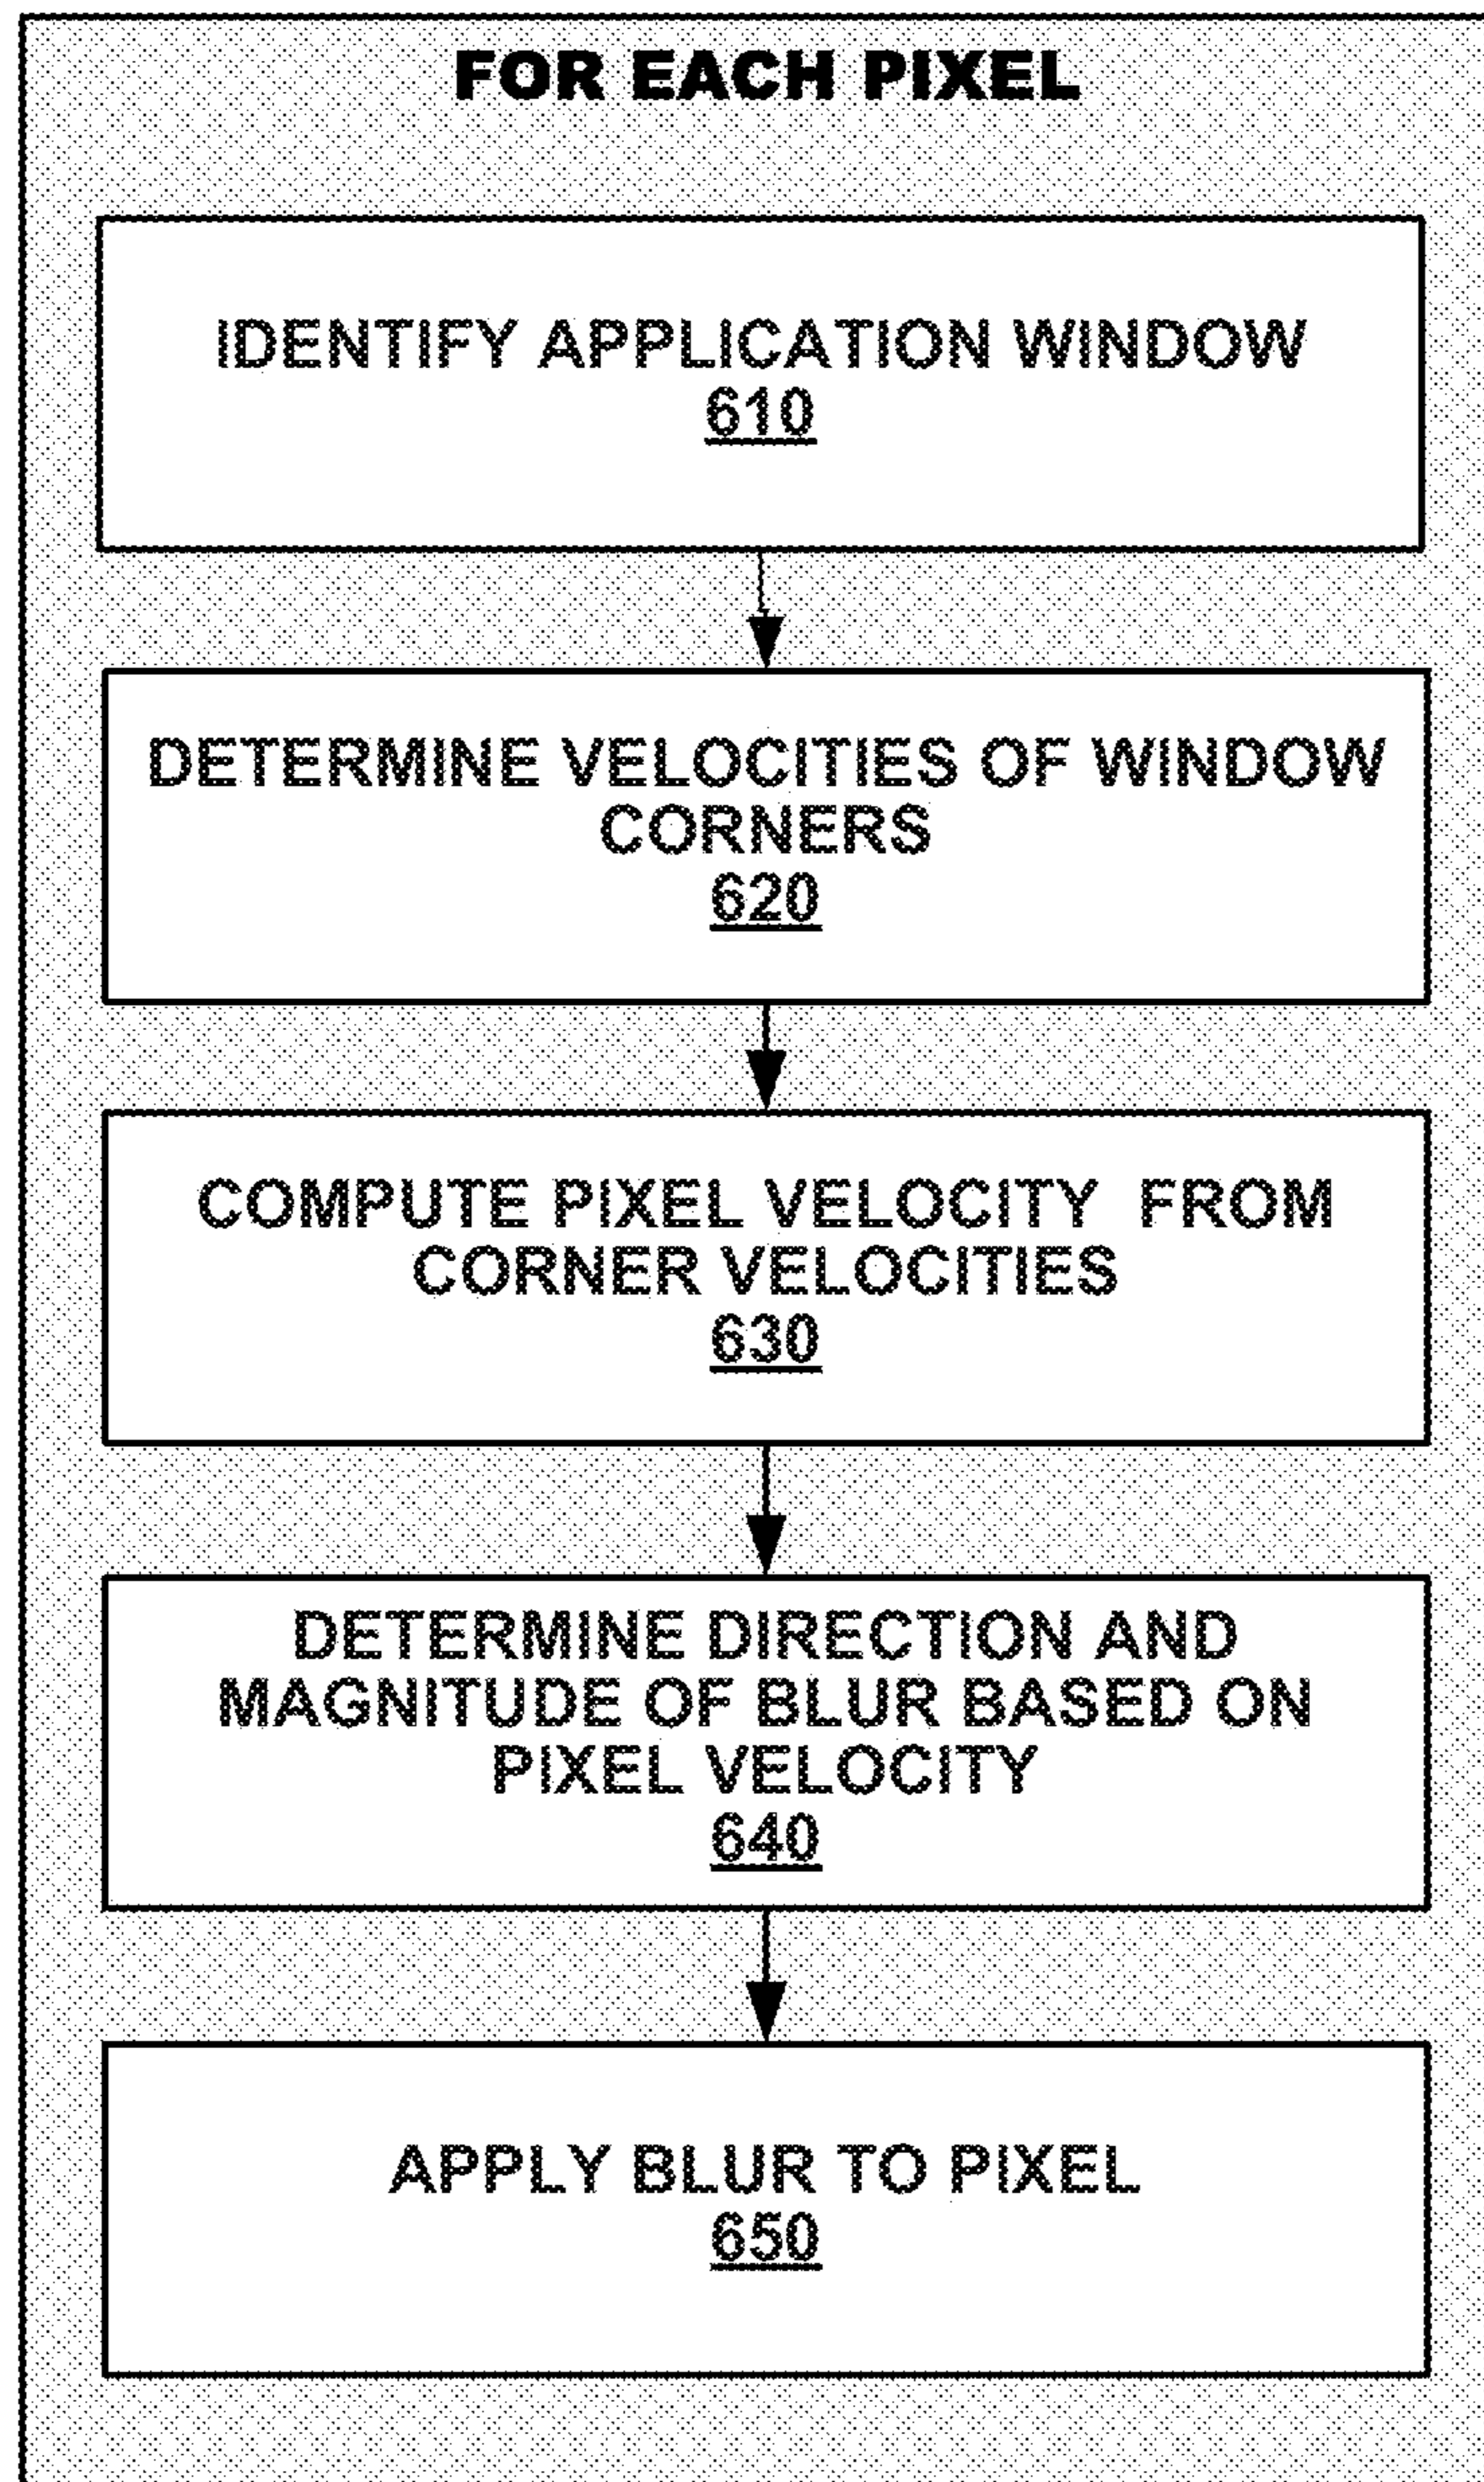 FOR EACH PIXEL
IDENTIFY APPLICATION WINDOW
610
DETERMINE VELOCITIES OF WINDOW
CORNERS
620
COMPUTE PIXEL VELOCITY FROM
CORNER VELOCITIES
630
DETERMINE DIRECTION AND
MAGNITUDE OF BLUR BASED ON
PIXEL VELOCITY
640
APPLY BLUR TO PIXEL
650